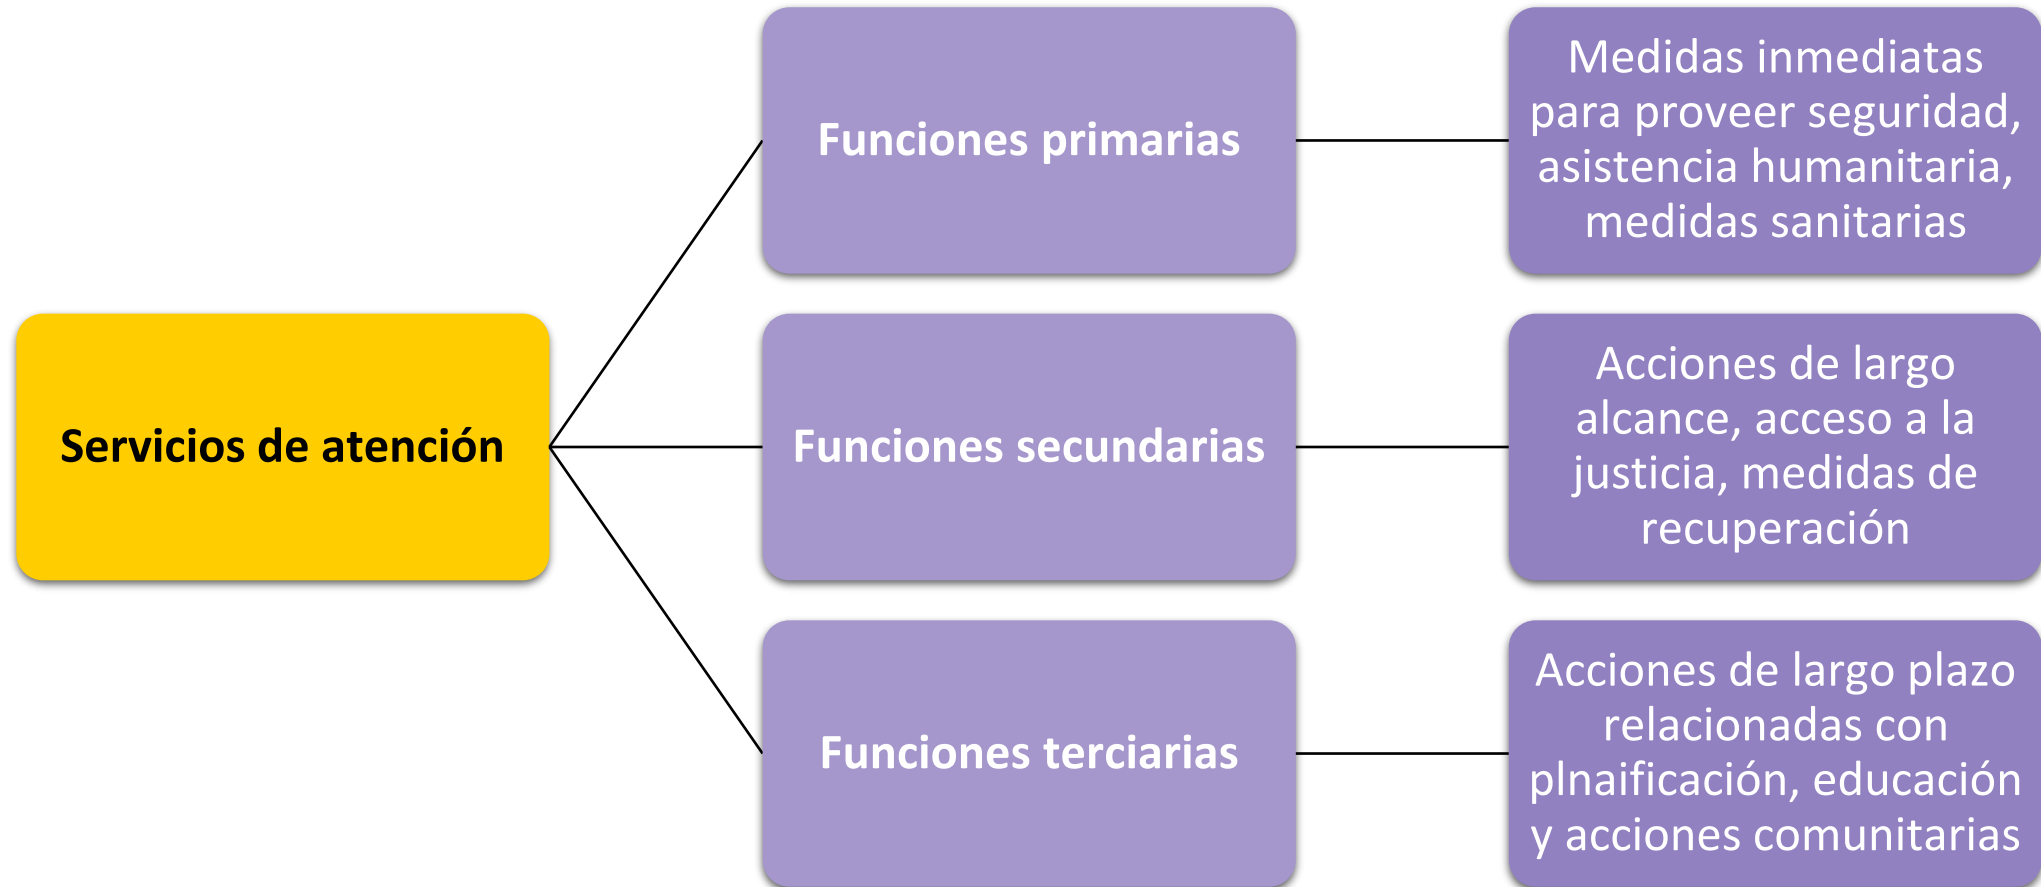 Servicios de atención
Funciones primarias
Medidas inmediatas
para proveer seguridad,
asistencia humanitaria,
medidas sanitarias
Funciones secundarias
Acciones de largo
alcance, acceso a la
justicia, medidas de
recuperación
Funciones terciarias
Acciones de largo plazo
relacionadas con
plnaificación, educación
y acciones comunitarias